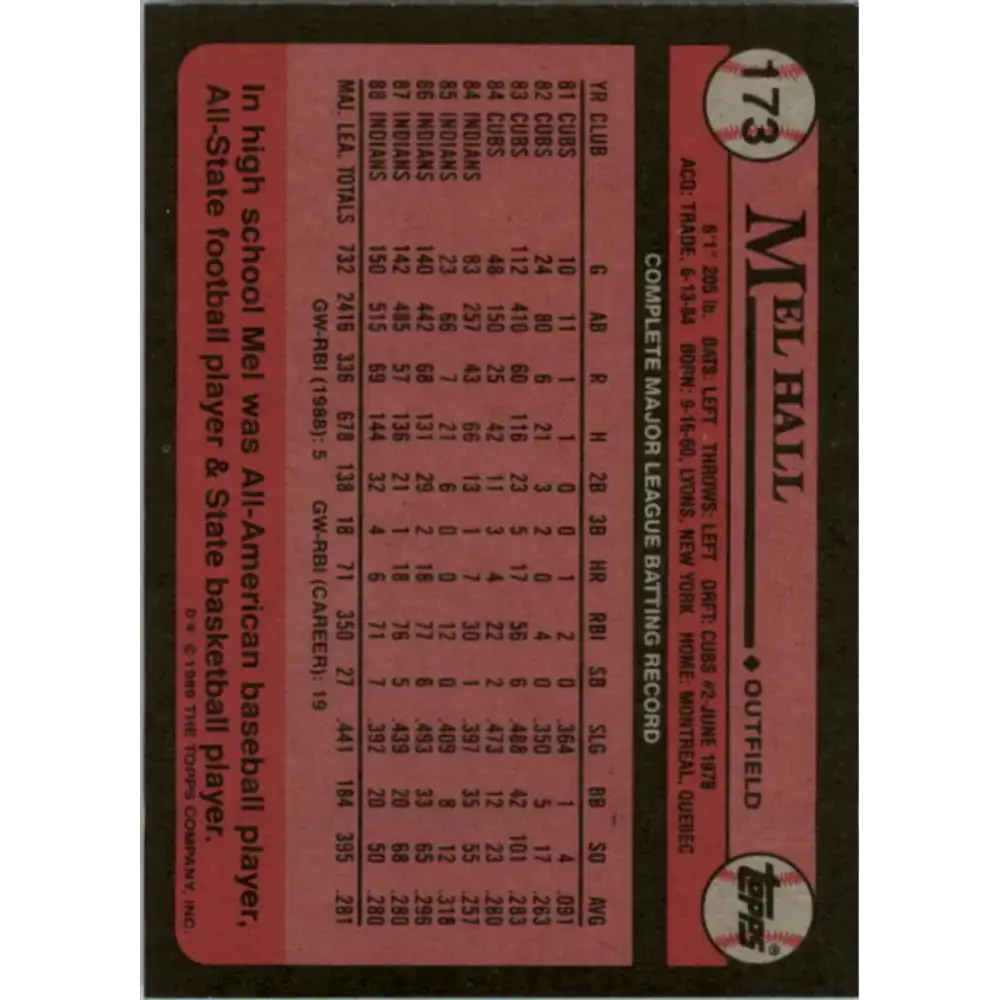 173
MEL HALL ◆ OUTFIELD
topps®
6'1" 205 lb. BATS: LEFT THROWS: LEFT DRFT: CUBS #2-JUNE 1978
ACQ: TRADE, 6-13-84 BORN: 9-16-60, LYONS, NEW YORK HOME: MONTREAL, QUEBEC
COMPLETE MAJOR LEAGUE BATTING RECORD
YR CLUB G AB R H 2B 3B HR RBI SB SLG BB SO AVG
81 CUBS 10 11 1 1 0 0 1 2 0 .364 1 4 .091
82 CUBS 24 80 6 21 3 2 0 4 0 .350 5 17 .263
83 CUBS 112 410 60 116 23 5 17 56 6 .488 42 101 .283
84 CUBS 48 150 25 42 11 3 4 22 2 .473 12 23 .280
84 INDIANS 83 257 43 66 13 1 7 30 1 .397 35 55 .257
85 INDIANS 23 66 7 21 6 0 0 12 0 .409 8 12 .318
86 INDIANS 140 442 68 131 29 2 18 77 6 .493 33 65 .296
87 INDIANS 142 485 57 136 21 1 18 76 5 .439 20 68 .280
88 INDIANS 150 515 69 144 32 4 6 71 7 .392 20 50 .280
MAJ. LEA. TOTALS 732 2416 336 678 138 18 71 350 27 .441 184 395 .281
GW-RBI (1988): 5 GW-RBI (CAREER): 19
In high school Mel was All-American baseball player,
All-State football player & State basketball player.
D* ©1989 THE TOPPS COMPANY, INC.